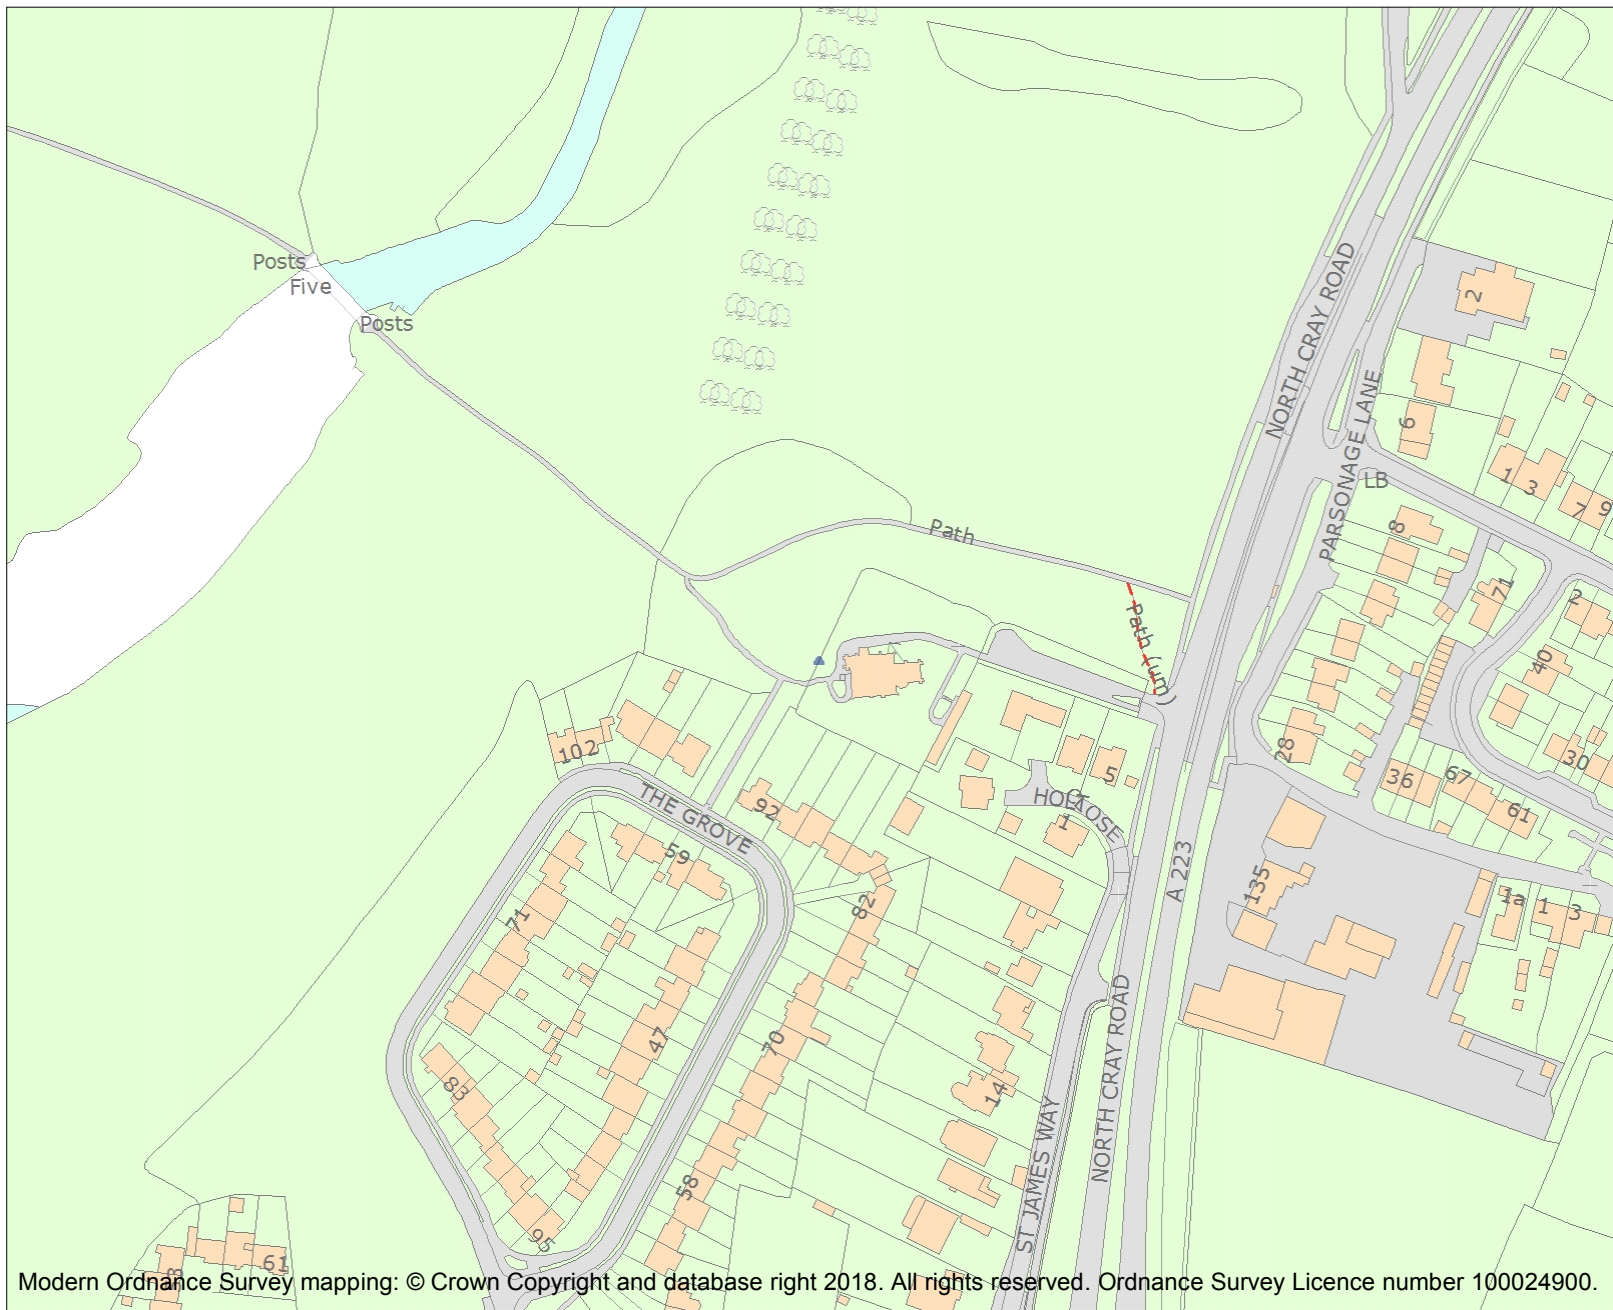 Posts
Five
Posts
Path
Path (um)
NORTH CRAY ROAD
PARSONAGE LANE
LB
2
6
1
3
7
9
8
71
2
40
30
28
36
67
61
102
THE GROVE
92
59
82
71
47
70
83
58
95
5
HOLLOSE
1
A 223
135
1a
1
3
14
NORTH CRAY ROAD
ST JAMES WAY
61
Modern Ordnance Survey mapping: © Crown Copyright and database right 2018. All rights reserved. Ordnance Survey Licence number 100024900.